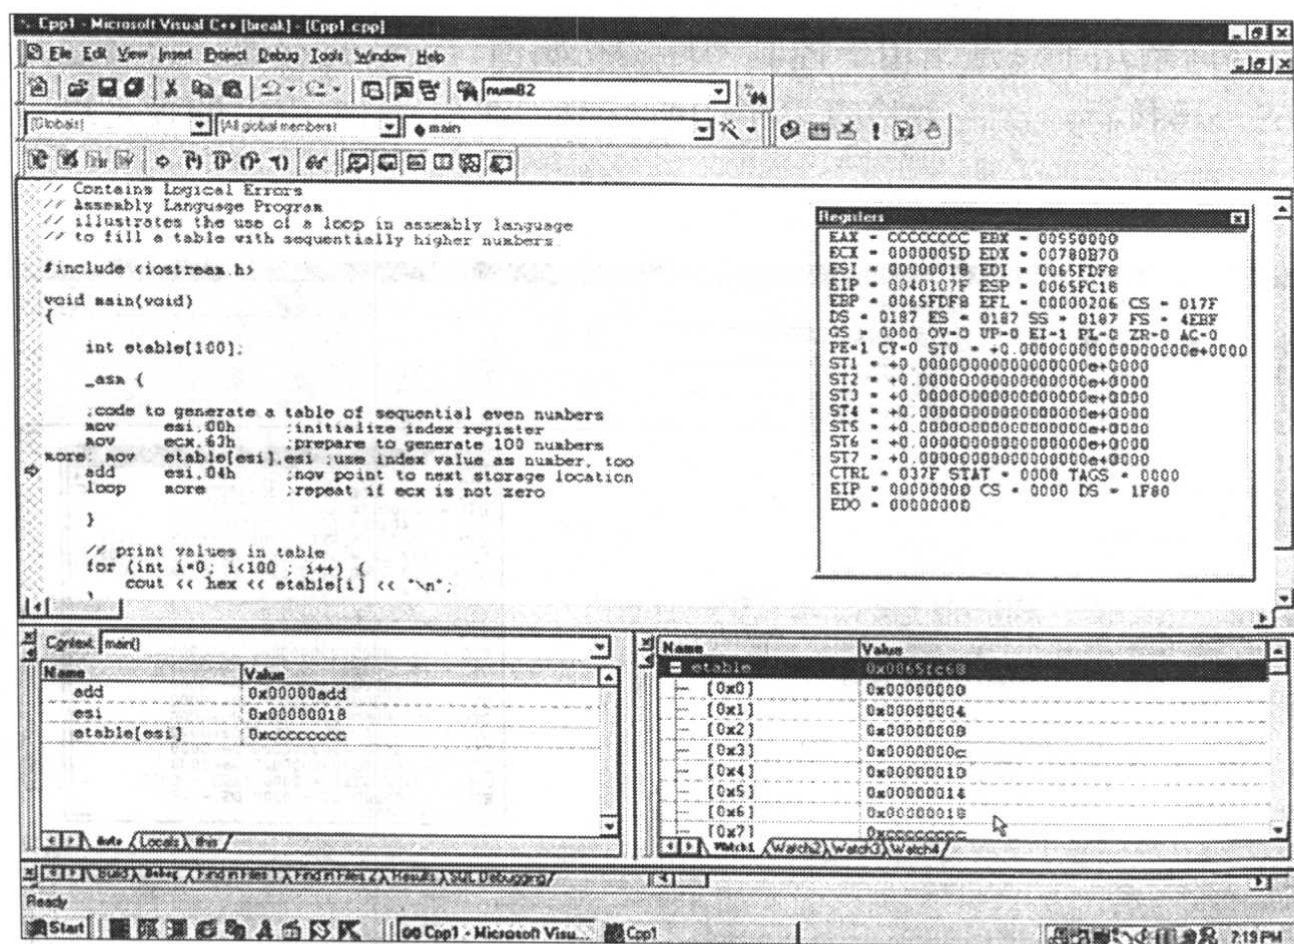 Cpp1 - Microsoft Visual C++ [break] - [Cpp1.cpp]
File Edit View Insert Project Debug Tools Window Help
numB2
(Globals) [All global members] main
// Contains Logical Errors
// Assembly Language Program
// illustrates the use of a loop in assembly language
// to fill a table with sequentially higher numbers.
#include <iostream.h>
void main(void)
{
int etable[100];
_asm {
;code to generate a table of sequential even numbers
mov esi,00h ;initialize index register
mov ecx,63h ;prepare to generate 100 numbers
more: mov etable[esi],esi ;use index value as number, too
add esi,04h ;now point to next storage location
loop more ;repeat if ecx is not zero
}
// print values in table
for (int i=0; i<100 ; i++) {
cout << hex << etable[i] << "\n";
Registers
EAX = CCCCCCCC EBX = 00550000
ECX = 0000005D EDX = 00780B70
ESI = 00000018 EDI = 0065FDF8
EIP = 0040107F ESP = 0065FC18
EBP = 0065FDF8 EFL = 00000206 CS = 017F
DS = 0187 ES = 0187 SS = 0187 FS = 4EBF
GS = 0000 OV=0 UP=0 EI=1 PL=0 ZR=0 AC=0
PE=1 CY=0 ST0 = +0.00000000000000000e+0000
ST1 = +0.00000000000000000e+0000
ST2 = +0.00000000000000000e+0000
ST3 = +0.00000000000000000e+0000
ST4 = +0.00000000000000000e+0000
ST5 = +0.00000000000000000e+0000
ST6 = +0.00000000000000000e+0000
ST7 = +0.00000000000000000e+0000
CTRL = 037F STAT = 0000 TAGS = 0000
EIP = 00000000 CS = 0000 DS = 1F80
EDO = 00000000
Context: main()
Name Value
add 0x00000add
esi 0x00000018
etable[esi] 0xcccccccc
Auto Locals this
Name Value
etable 0x0065fc68
[0x0] 0x00000000
[0x1] 0x00000004
[0x2] 0x00000008
[0x3] 0x0000000c
[0x4] 0x00000010
[0x5] 0x00000014
[0x6] 0x00000018
[0x7] 0xcccccccc
Watch1 Watch2 Watch3 Watch4
Build Debug Find in Files 1 Find in Files 2 Results SQL Debugging
Ready
Start Cpp1 - Microsoft Visu... Cpp1 7:19 PM